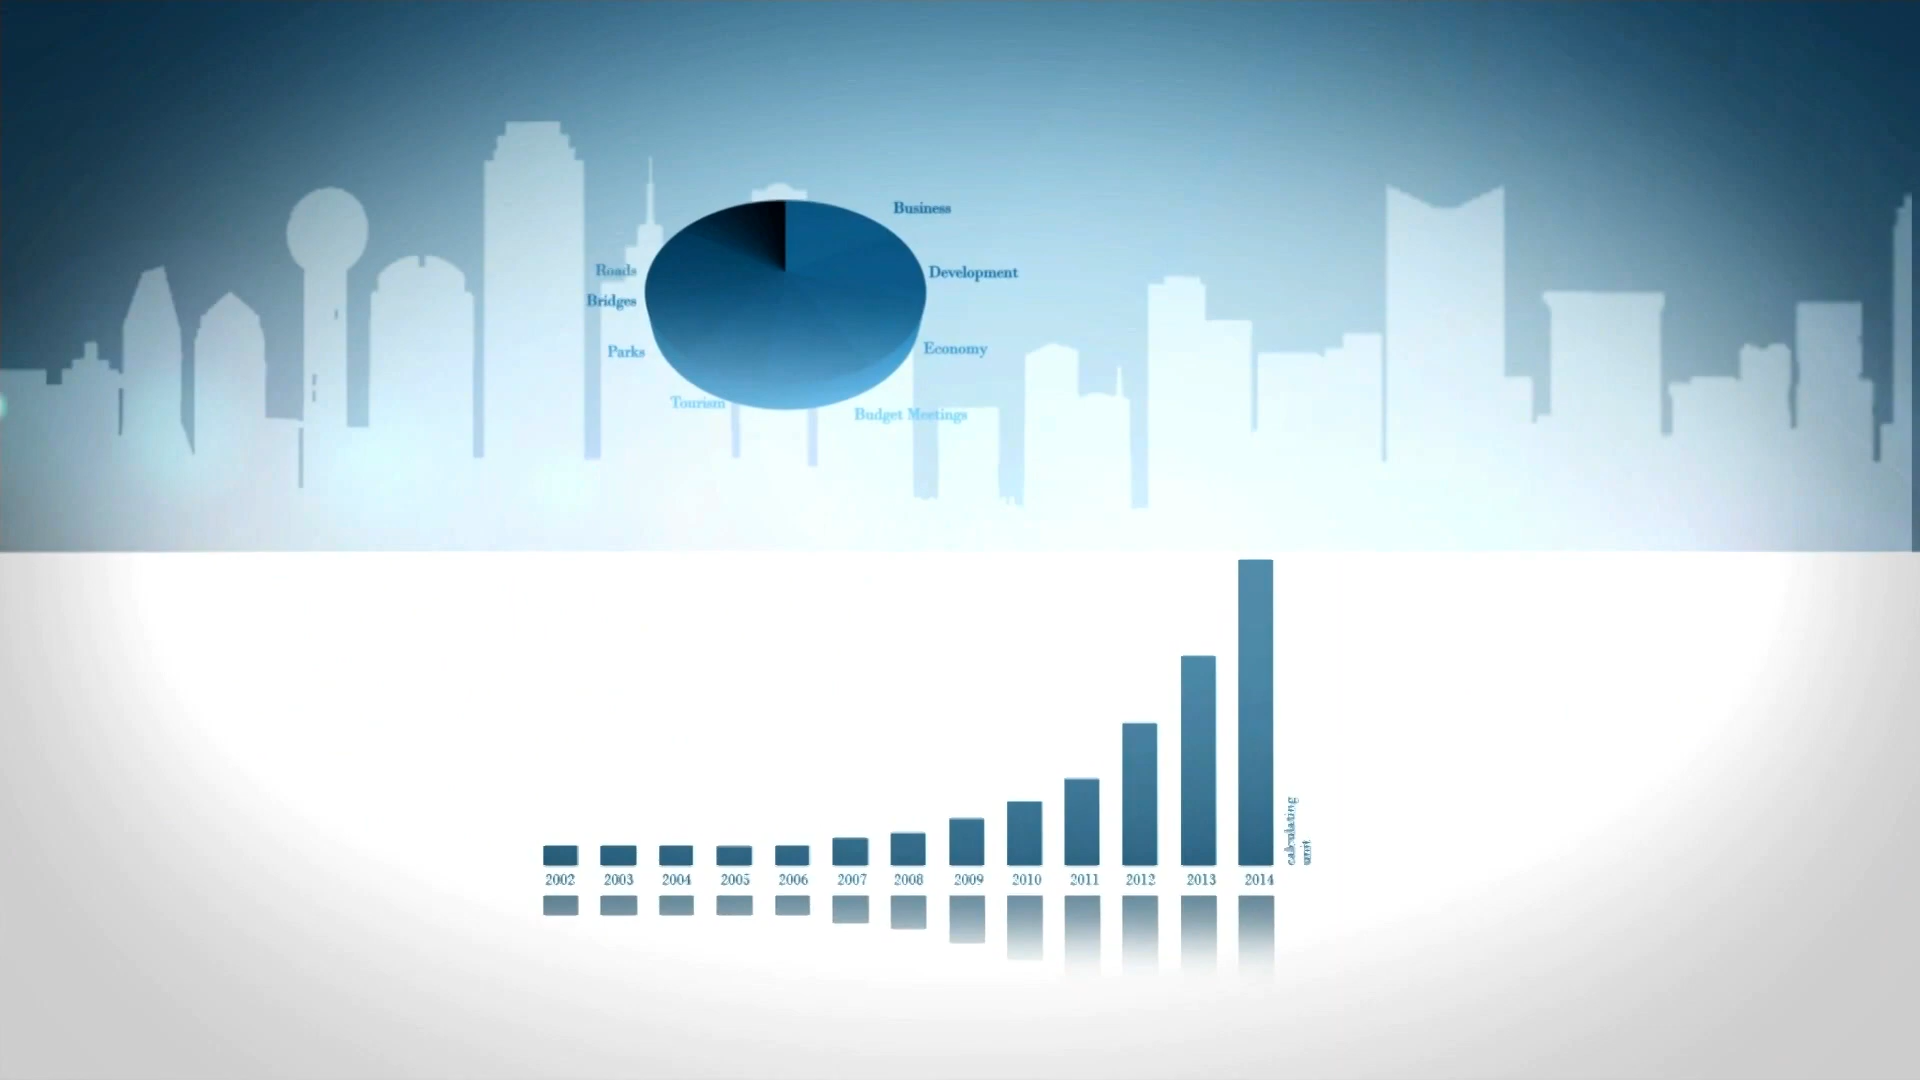 Business
Roads
Development
Bridges
Economy
Parks
Tourism
Budget Meetings
calculating
unit
2002 2003 2004 2005 2006 2007 2008 2009 2010 2011 2012 2013 2014